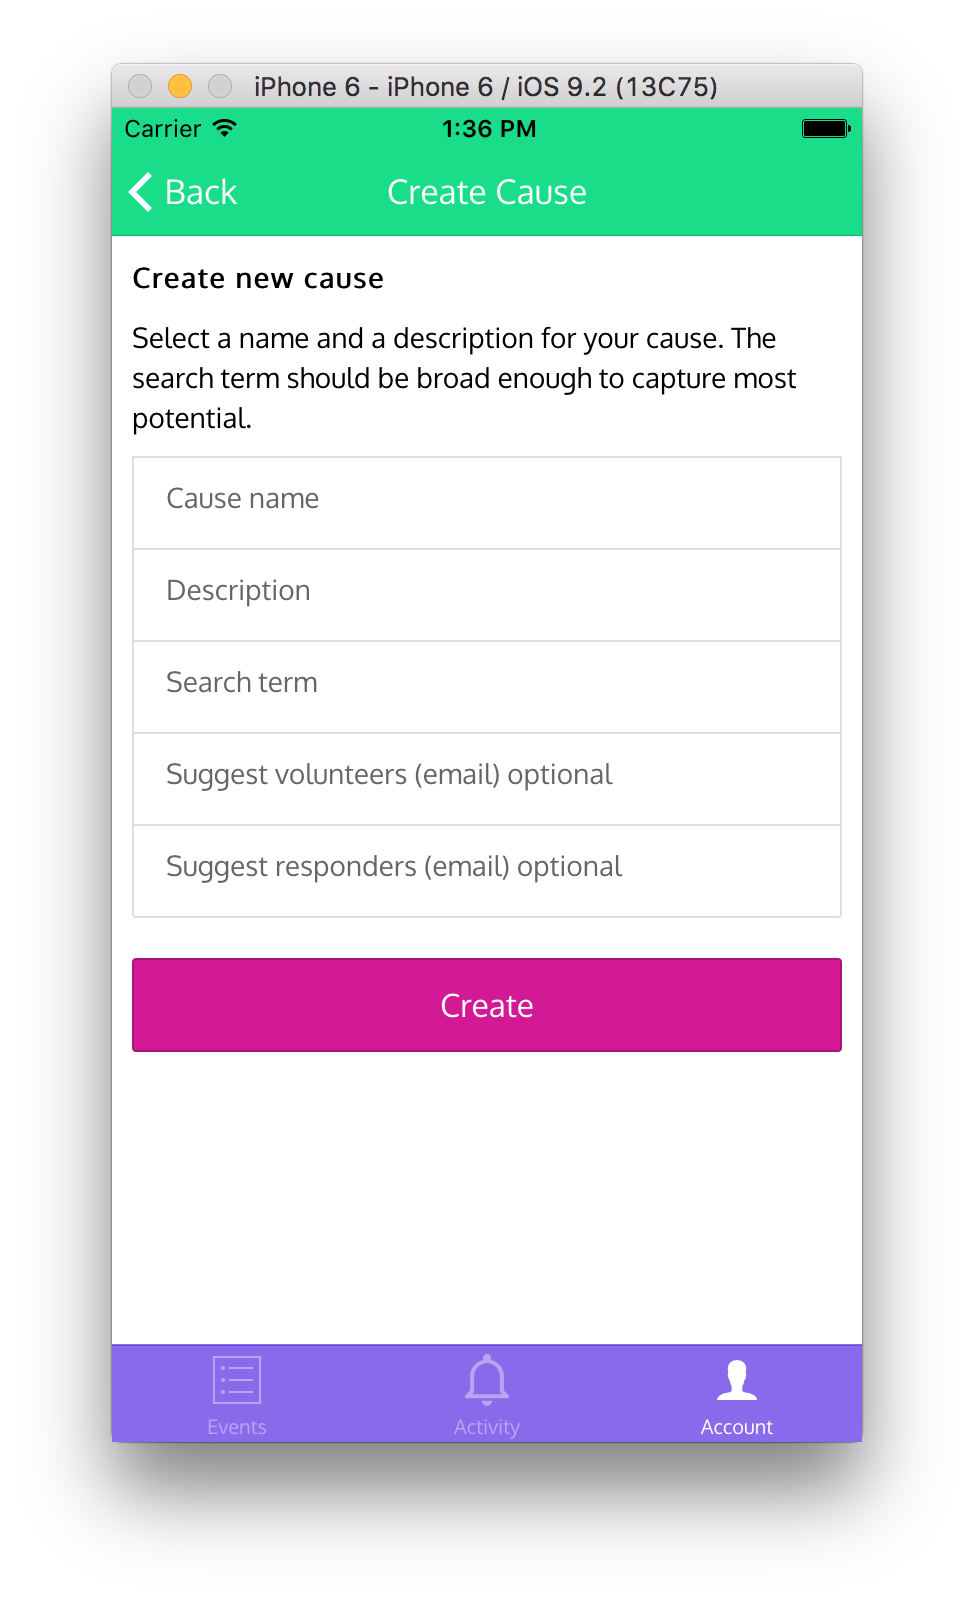 iPhone 6 - iPhone 6 / iOS 9.2 (13C75)
Carrier 1:36 PM
Back Create Cause
Create new cause
Select a name and a description for your cause. The
search term should be broad enough to capture most
potential.
Cause name
Description
Search term
Suggest volunteers (email) optional
Suggest responders (email) optional
Create
Events Activity Account